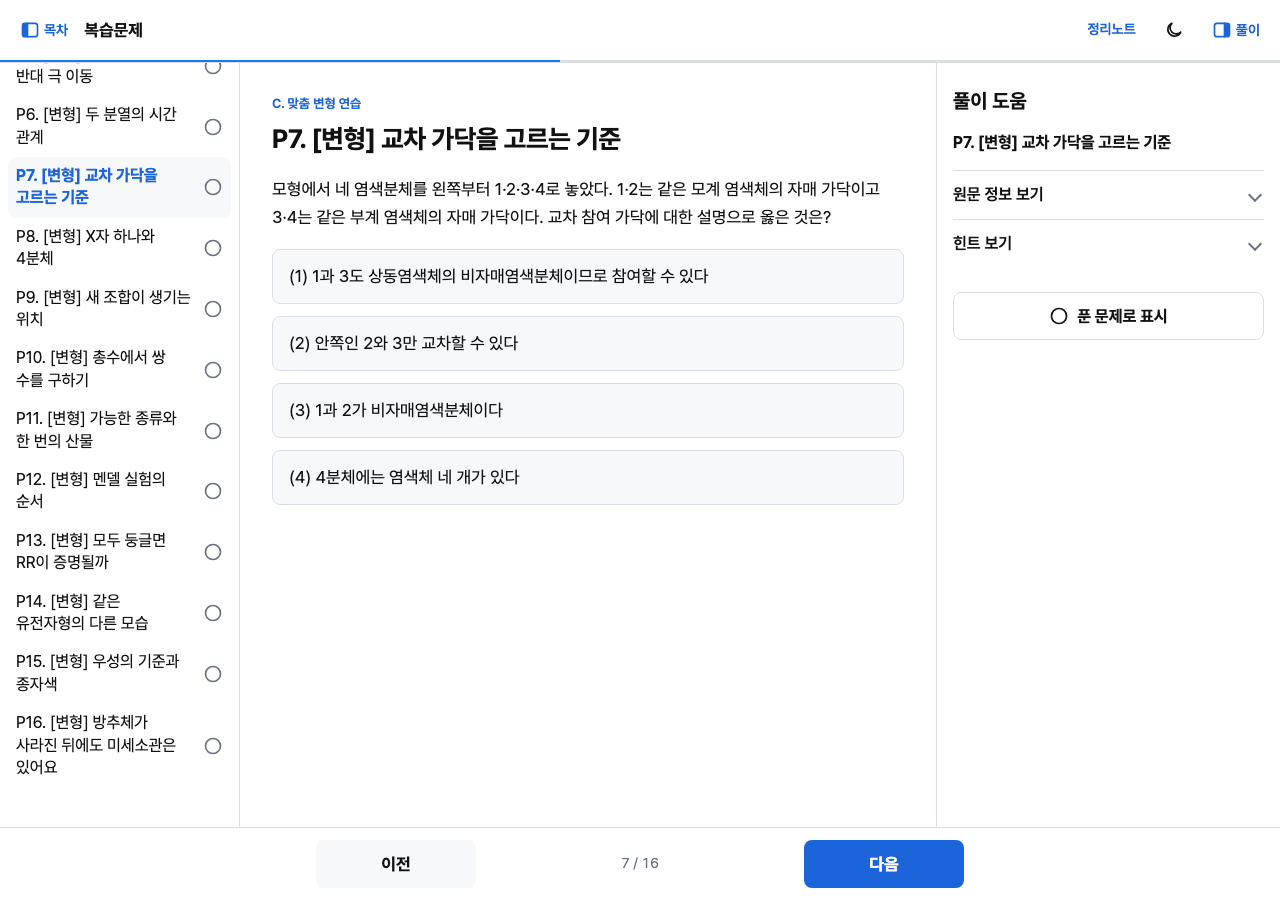 목차
복습문제
정리노트
풀이
반대 극 이동
P6. [변형] 두 분열의 시간
관계
P7. [변형] 교차 가닥을
고르는 기준
P8. [변형] X자 하나와
4분체
P9. [변형] 새 조합이 생기는
위치
P10. [변형] 총수에서 쌍
수를 구하기
P11. [변형] 가능한 종류와
한 번의 산물
P12. [변형] 멘델 실험의
순서
P13. [변형] 모두 둥글면
RR이 증명될까
P14. [변형] 같은
유전자형의 다른 모습
P15. [변형] 우성의 기준과
종자색
P16. [변형] 방추체가
사라진 뒤에도 미세소관은
있어요
C. 맞춤 변형 연습
P7. [변형] 교차 가닥을 고르는 기준
모형에서 네 염색분체를 왼쪽부터 1·2·3·4로 놓았다. 1·2는 같은 모계 염색체의 자매 가닥이고
3·4는 같은 부계 염색체의 자매 가닥이다. 교차 참여 가닥에 대한 설명으로 옳은 것은?
(1) 1과 3도 상동염색체의 비자매염색분체이므로 참여할 수 있다
(2) 안쪽인 2와 3만 교차할 수 있다
(3) 1과 2가 비자매염색분체이다
(4) 4분체에는 염색체 네 개가 있다
풀이 도움
P7. [변형] 교차 가닥을 고르는 기준
원문 정보 보기
힌트 보기
푼 문제로 표시
이전
7 / 16
다음